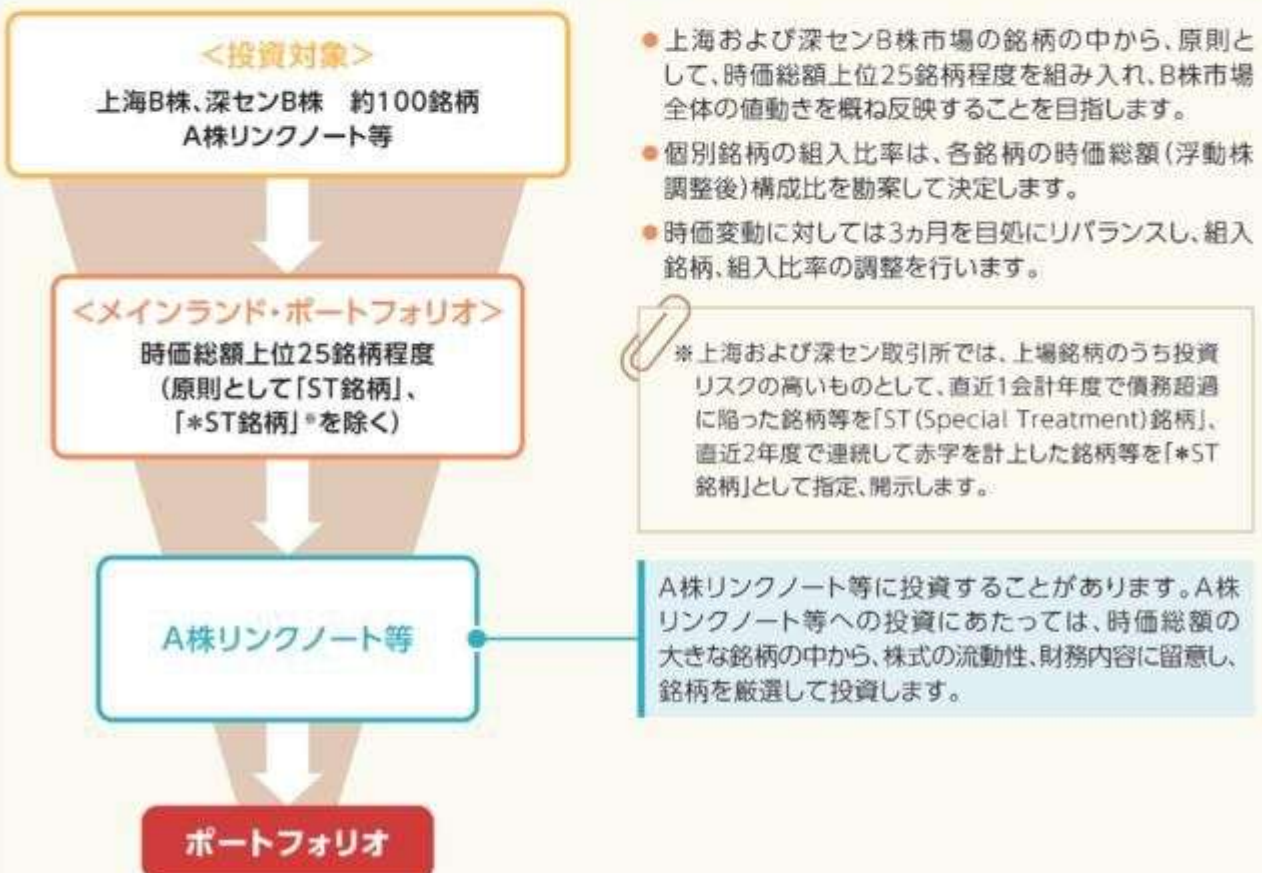 <投資対象>
上海B株、深センB株　約100銘柄
A株リンクノート等
<メインランド・ポートフォリオ>
時価総額上位25銘柄程度
(原則として「ST銘柄」、
「*ST銘柄」※を除く)
A株リンクノート等
ポートフォリオ
●上海および深センB株市場の銘柄の中から、原則と
して、時価総額上位25銘柄程度を組み入れ、B株市場
全体の値動きを概ね反映することを目指します。
●個別銘柄の組入比率は、各銘柄の時価総額(浮動株
調整後)構成比を勘案して決定します。
●時価変動に対しては3ヵ月を目処にリバランスし、組入
銘柄、組入比率の調整を行います。
※上海および深セン取引所では、上場銘柄のうち投資
リスクの高いものとして、直近1会計年度で債務超過
に陥った銘柄等を「ST(Special Treatment)銘柄」、
直近2年度で連続して赤字を計上した銘柄等を「*ST
銘柄」として指定、開示します。
A株リンクノート等に投資することがあります。A株
リンクノート等への投資にあたっては、時価総額の
大きな銘柄の中から、株式の流動性、財務内容に留意し、
銘柄を厳選して投資します。